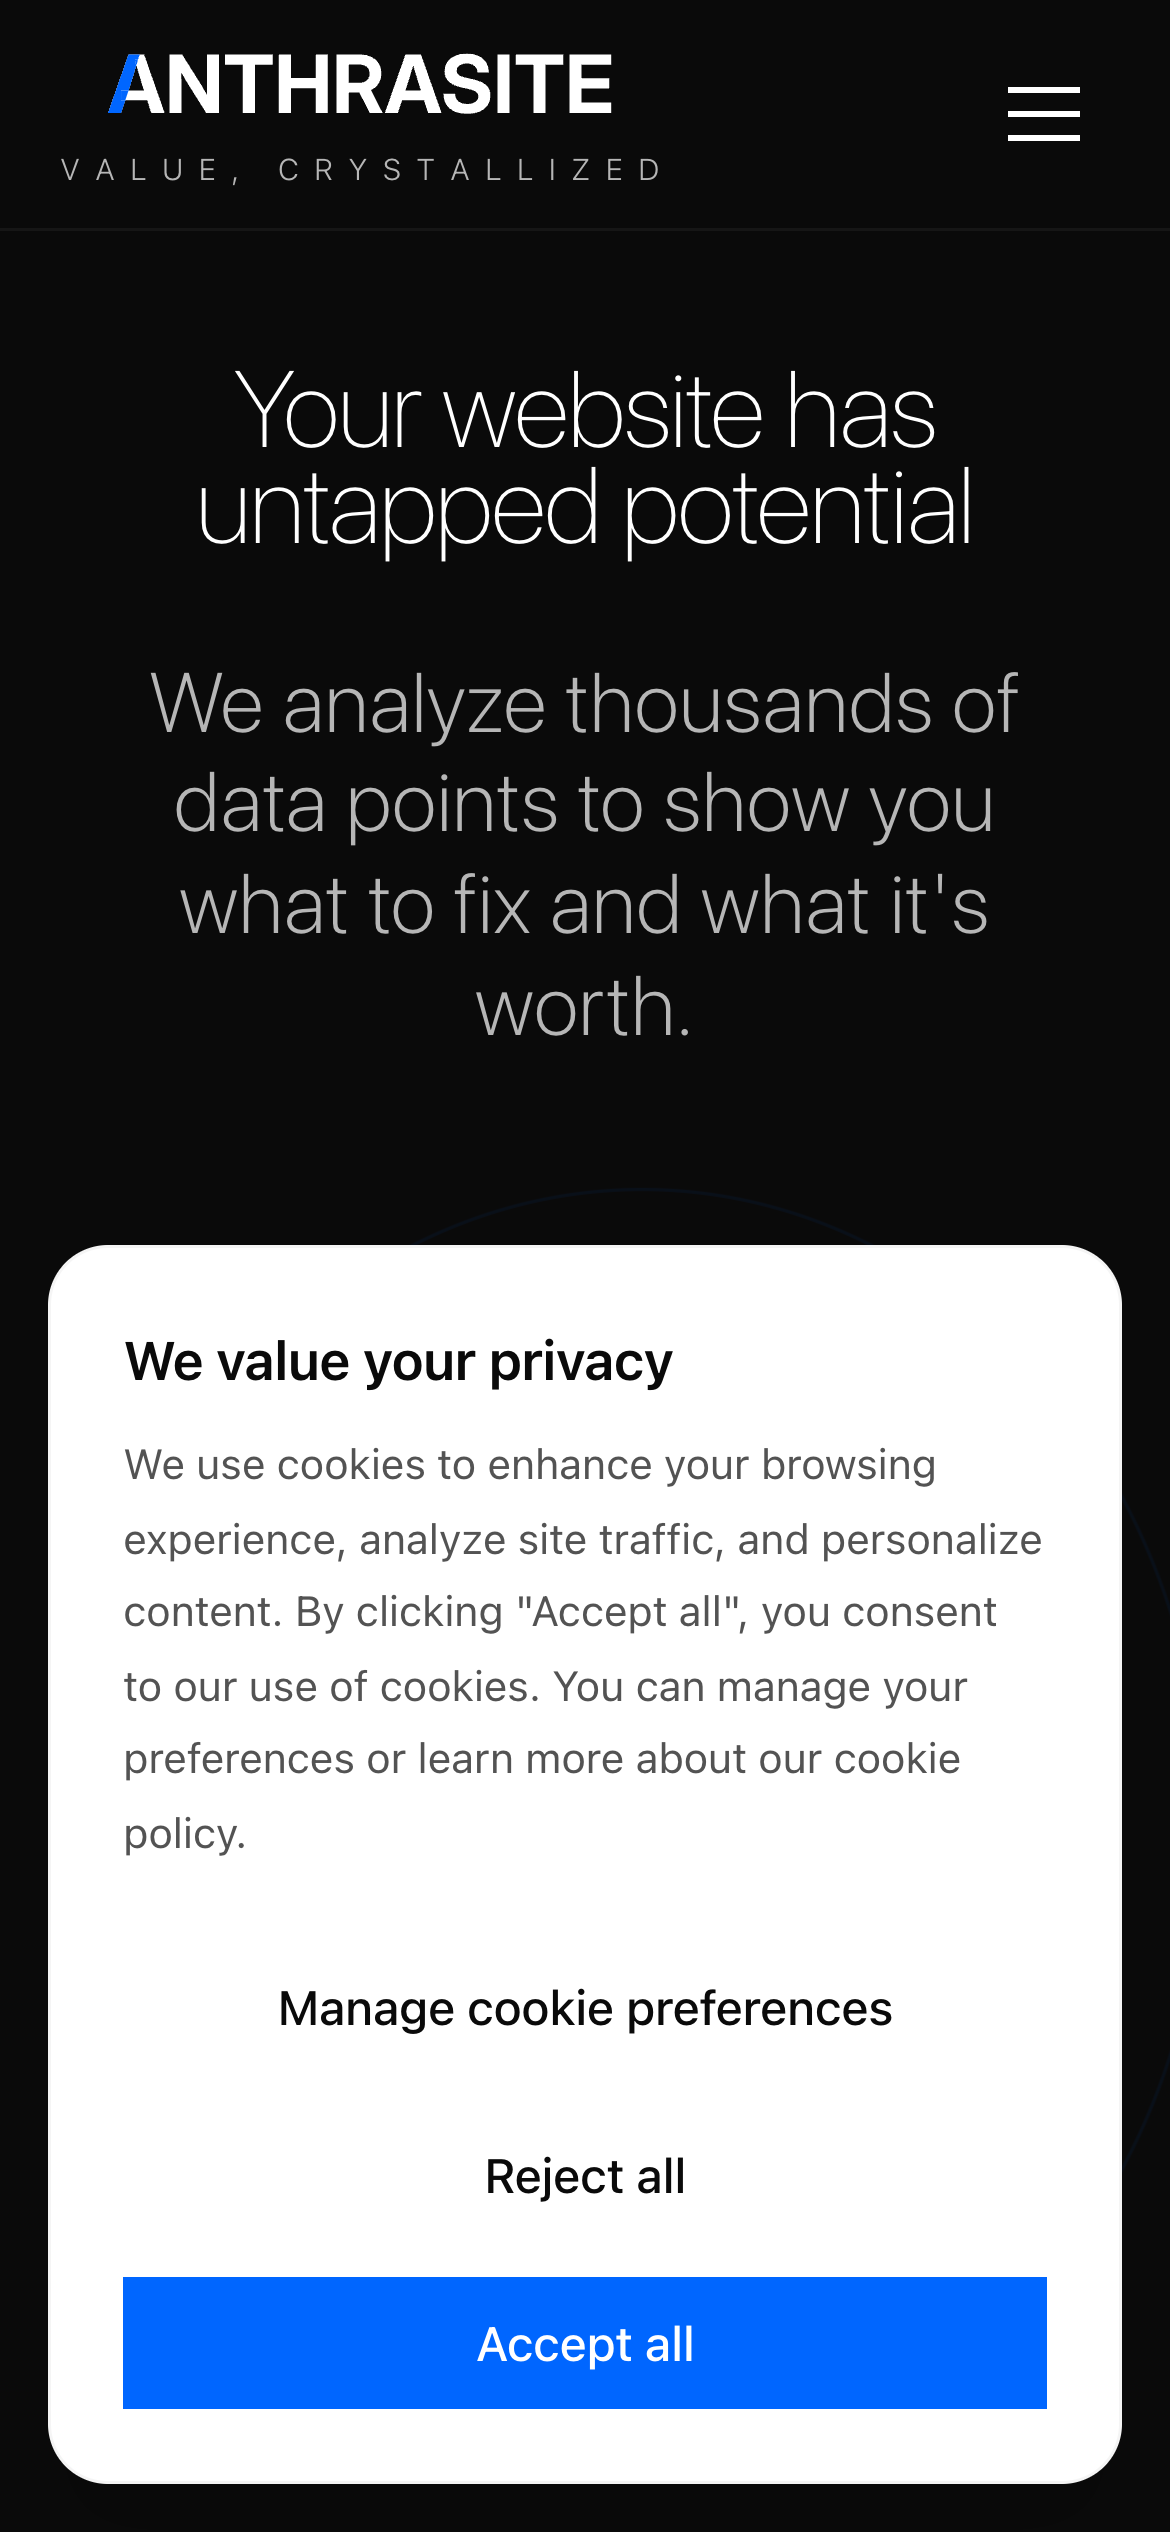 ANTHRASITE
VALUE, CRYSTALLIZED
Your website has
untapped potential
We analyze thousands of
data points to show you
what to fix and what it's
worth.
We value your privacy
We use cookies to enhance your browsing
experience, analyze site traffic, and personalize
content. By clicking "Accept all", you consent
to our use of cookies. You can manage your
preferences or learn more about our cookie
policy.
Manage cookie preferences
Reject all
Accept all